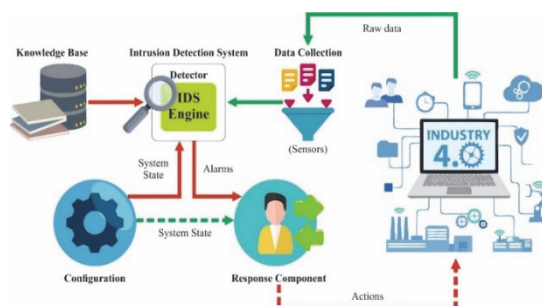 Raw data
Knowledge Base
Intrusion Detection System
Data Collection
Detector
IDS
Engine
(Sensors)
INDUSTRY
4.0
System
State
Alarms
System State
Configuration
Response Component
Actions